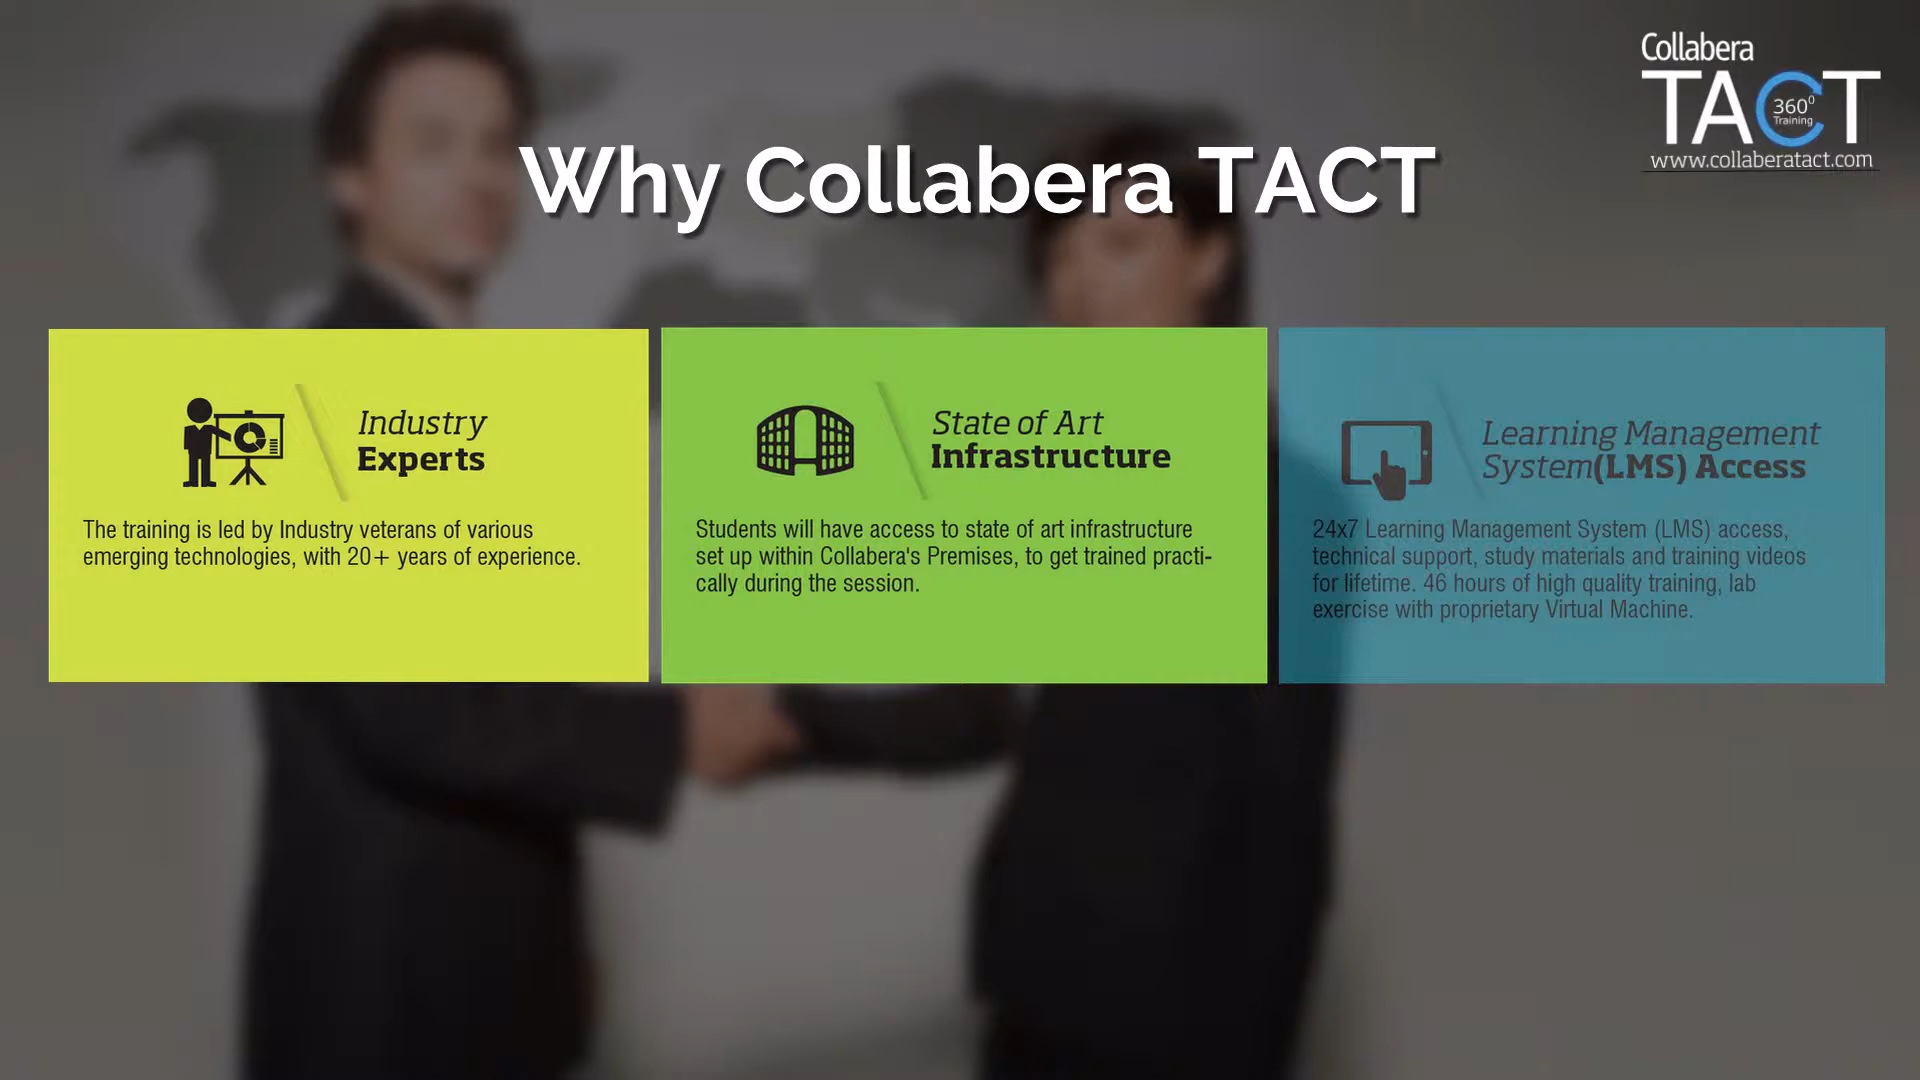 Collabera
TACT
360⁰
Training
www.collaberatact.com
Why Collabera TACT
Industry
Experts
The training is led by Industry veterans of various
emerging technologies, with 20+ years of experience.
State of Art
Infrastructure
Students will have access to state of art infrastructure
set up within Collabera's Premises, to get trained practi-
cally during the session.
Learning Management
System(LMS) Access
24x7 Learning Management System (LMS) access,
technical support, study materials and training videos
for lifetime. 46 hours of high quality training, lab
exercise with proprietary Virtual Machine.